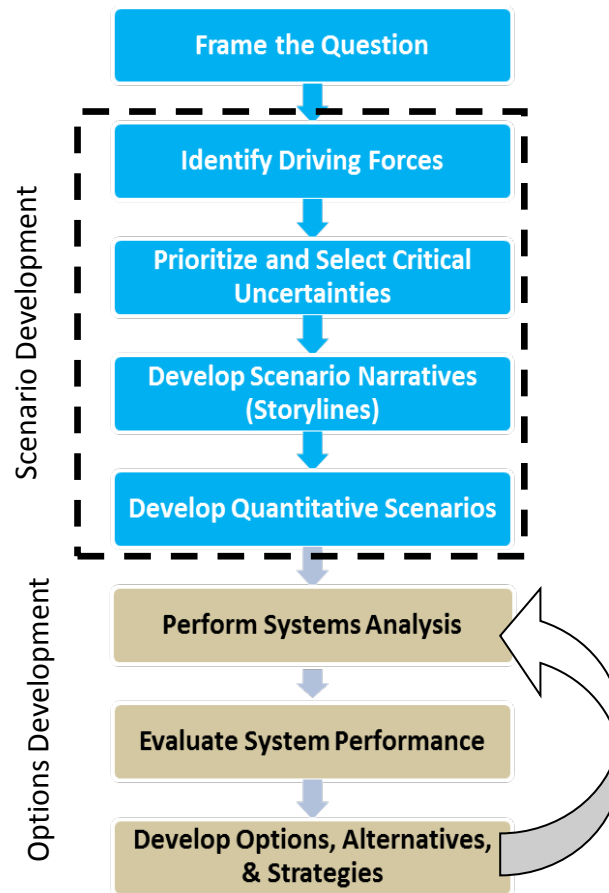 Frame the Question
Scenario Development
Identify Driving Forces
Prioritize and Select Critical
Uncertainties
Develop Scenario Narratives
(Storylines)
Develop Quantitative Scenarios
Options Development
Perform Systems Analysis
Evaluate System Performance
Develop Options, Alternatives,
& Strategies